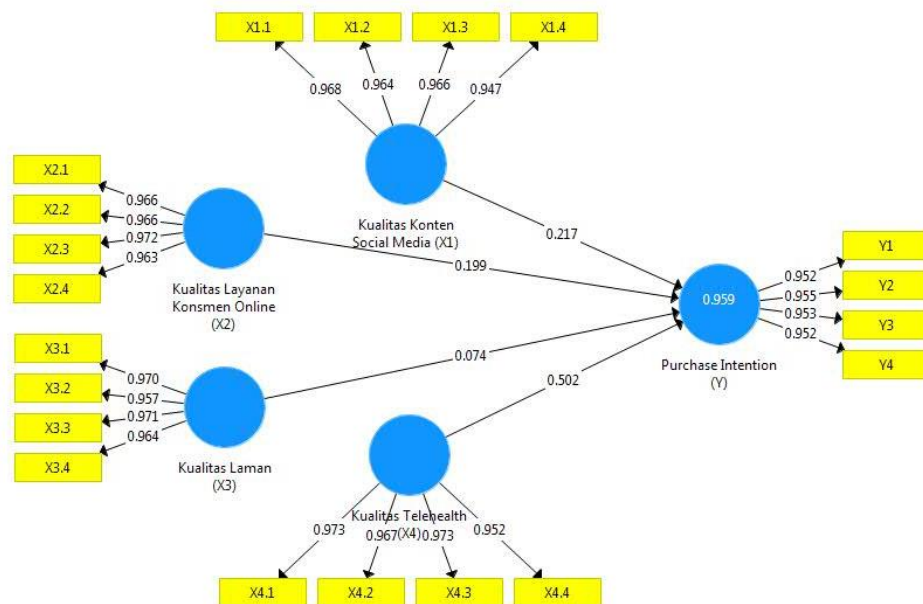 X1.1
X1.2
X1.3
X1.4
0.968
0.964
0.966
0.947
Kualitas Konten
Social Media (X1)
X2.1
X2.2
X2.3
X2.4
0.966
0.966
0.972
0.963
Kualitas Layanan
Konsmen Online
(X2)
0.217
0.199
0.074
0.502
X3.1
X3.2
X3.3
X3.4
0.970
0.957
0.971
0.964
Kualitas Laman
(X3)
0.959
Purchase Intention
(Y)
0.952
0.955
0.953
0.952
Y1
Y2
Y3
Y4
Kualitas Telehealth
(X4)
0.973
0.967
0.973
0.952
X4.1
X4.2
X4.3
X4.4